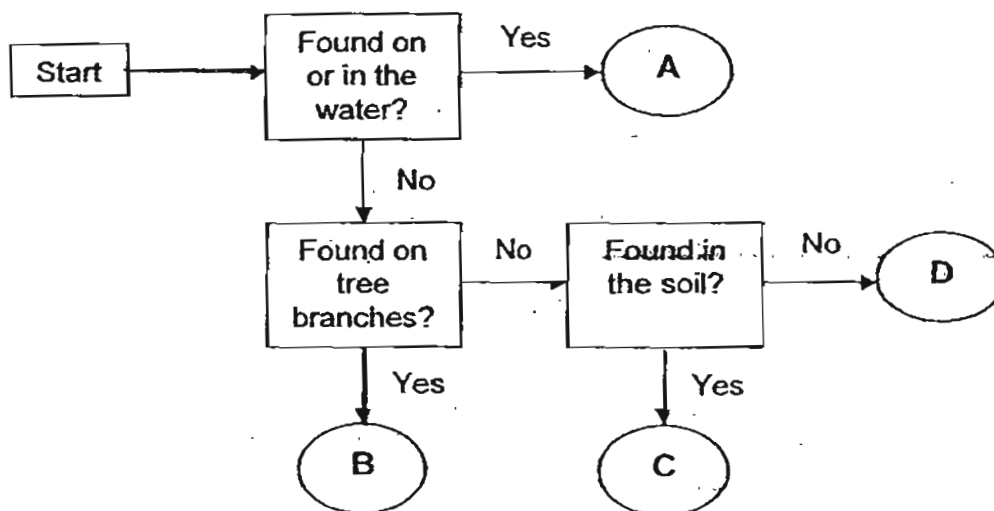 Start
Found on
or in the
water?
Yes
A
No
Found on
tree
branches?
No
Found in
the soil?
No
D
Yes
B
Yes
C